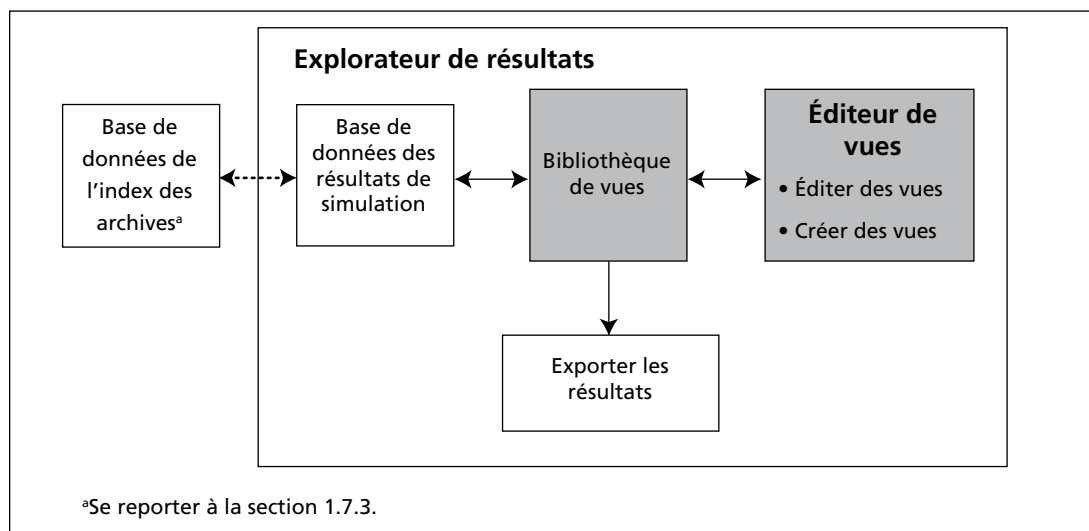 Explorateur de résultats
Base de
données de
l'index des
archivesᵃ
Base de
données des
résultats de
simulation
Bibliothèque
de vues
Éditeur de
vues
• Éditer des vues
• Créer des vues
Exporter les
résultats
ᵃSe reporter à la section 1.7.3.